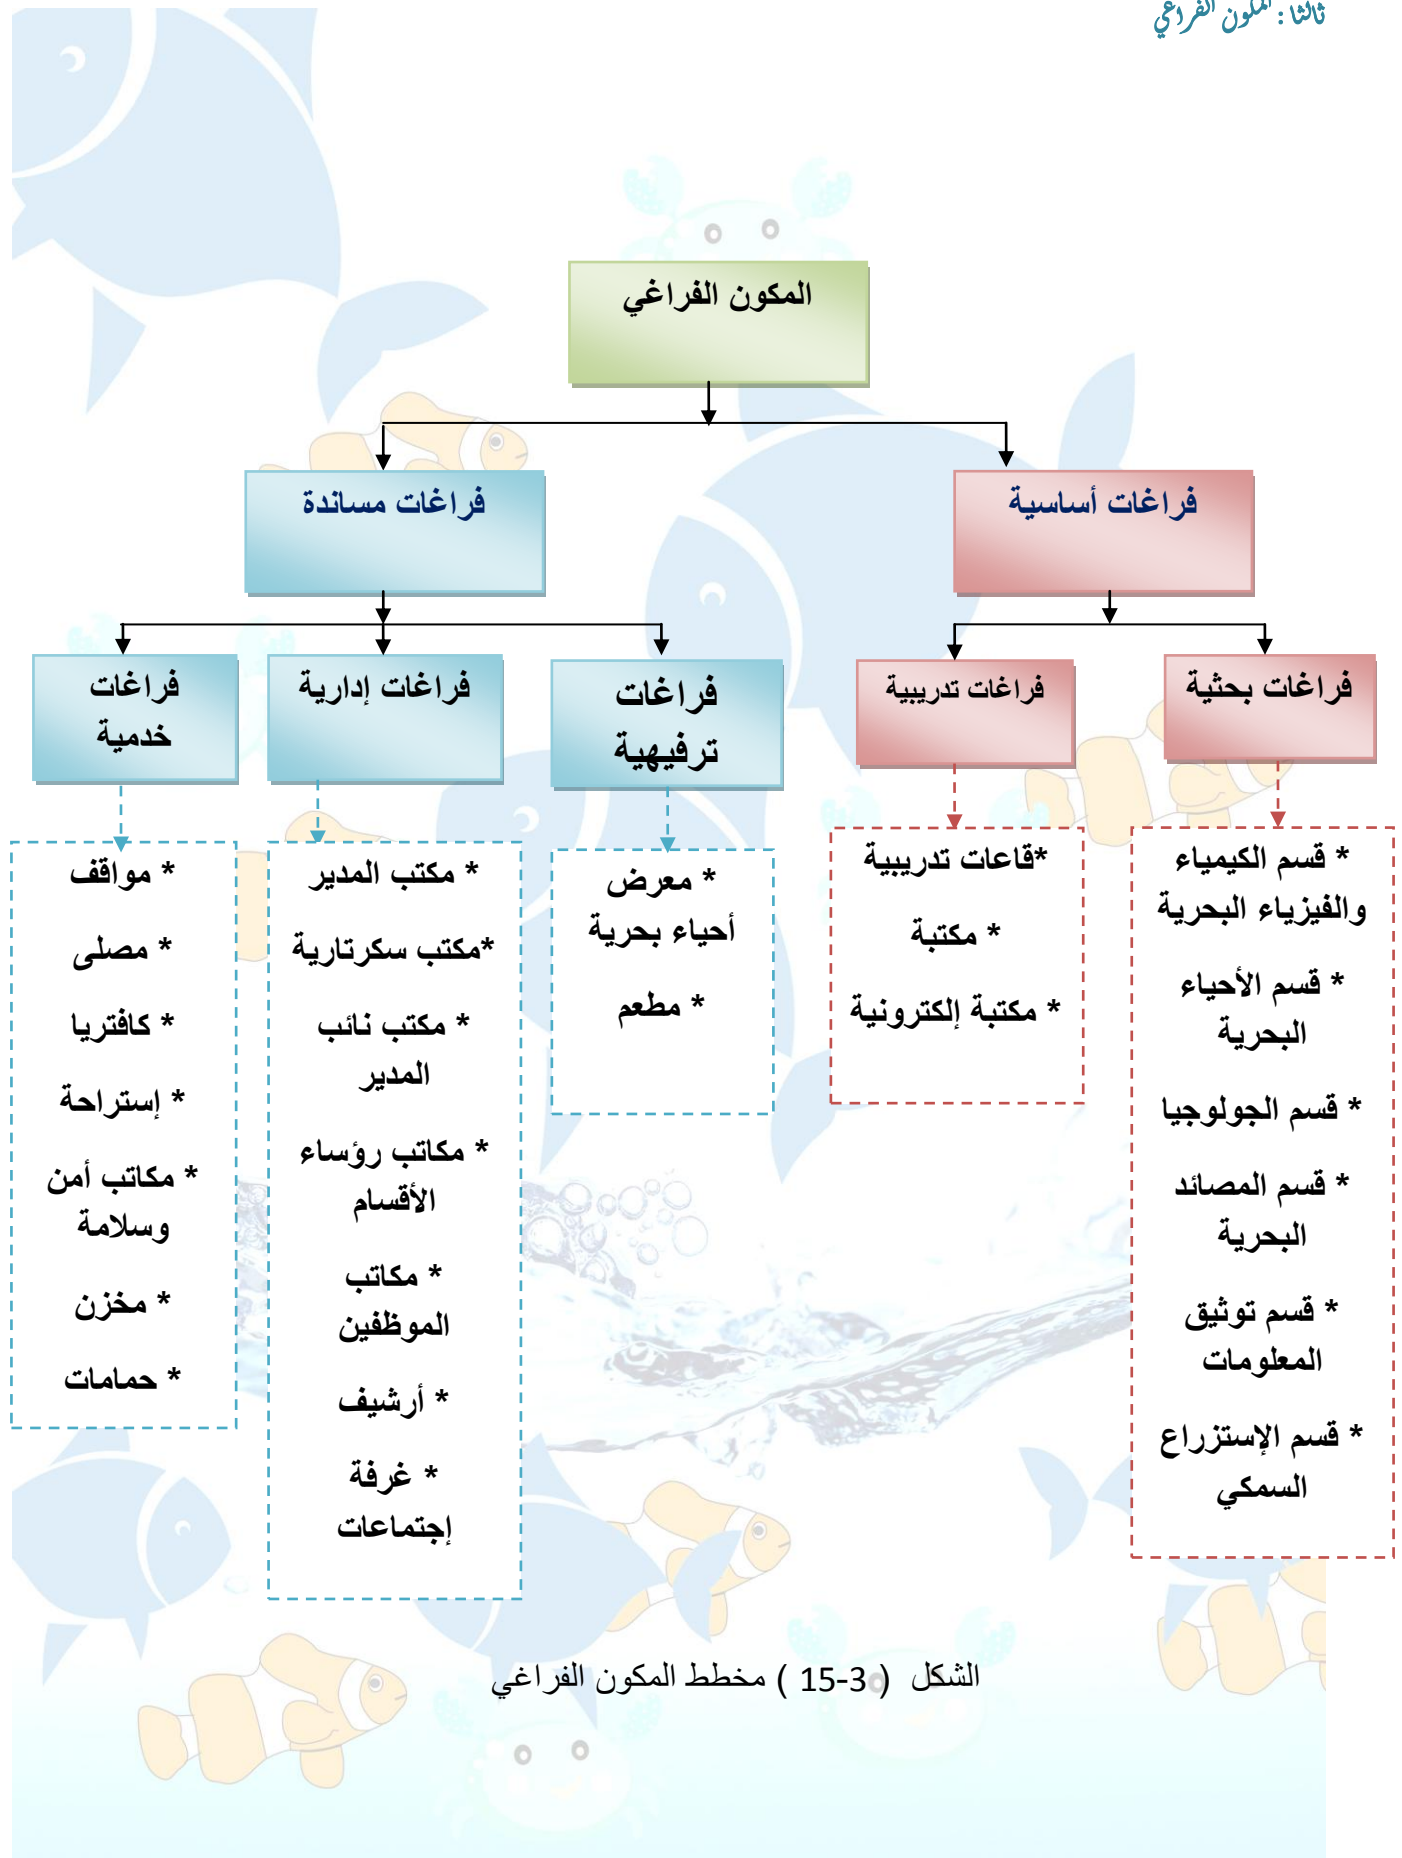 ثالثا : المكون الفراغي
المكون الفراغي
فراغات أساسية
فراغات مساندة
فراغات بحثية
فراغات تدريبية
فراغات
ترفيهية
فراغات إدارية
فراغات
خدمية
* قسم الكيمياء
والفيزياء البحرية
* قسم الأحياء
البحرية
* قسم الجولوجيا
* قسم المصائد
البحرية
* قسم توثيق
المعلومات
* قسم الإستزراع
السمكي
*قاعات تدريبية
* مكتبة
* مكتبة إلكترونية
* معرض
أحياء بحرية
* مطعم
* مكتب المدير
*مكتب سكرتارية
* مكتب نائب
المدير
* مكاتب رؤساء
الأقسام
* مكاتب
الموظفين
* أرشيف
* غرفة
إجتماعات
* مواقف
* مصلى
* كافتريا
* إستراحة
* مكاتب أمن
وسلامة
* مخزن
* حمامات
الشكل ( 3-15 ) مخطط المكون الفراغي